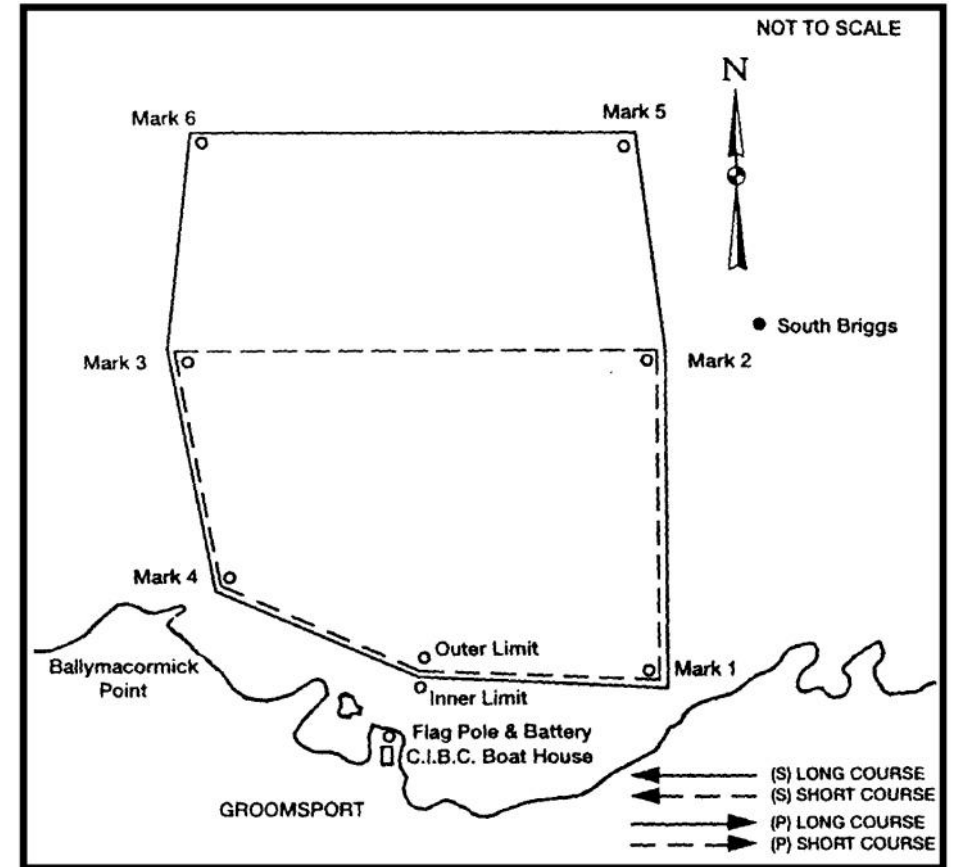 NOT TO SCALE
N
Mark 6
Mark 5
South Briggs
Mark 3
Mark 2
Mark 4
Outer Limit
Mark 1
Ballymacormick
Point
Inner Limit
Flag Pole & Battery
C.I.B.C. Boat House
GROOMSPORT
(S) LONG COURSE
(S) SHORT COURSE
(P) LONG COURSE
(P) SHORT COURSE